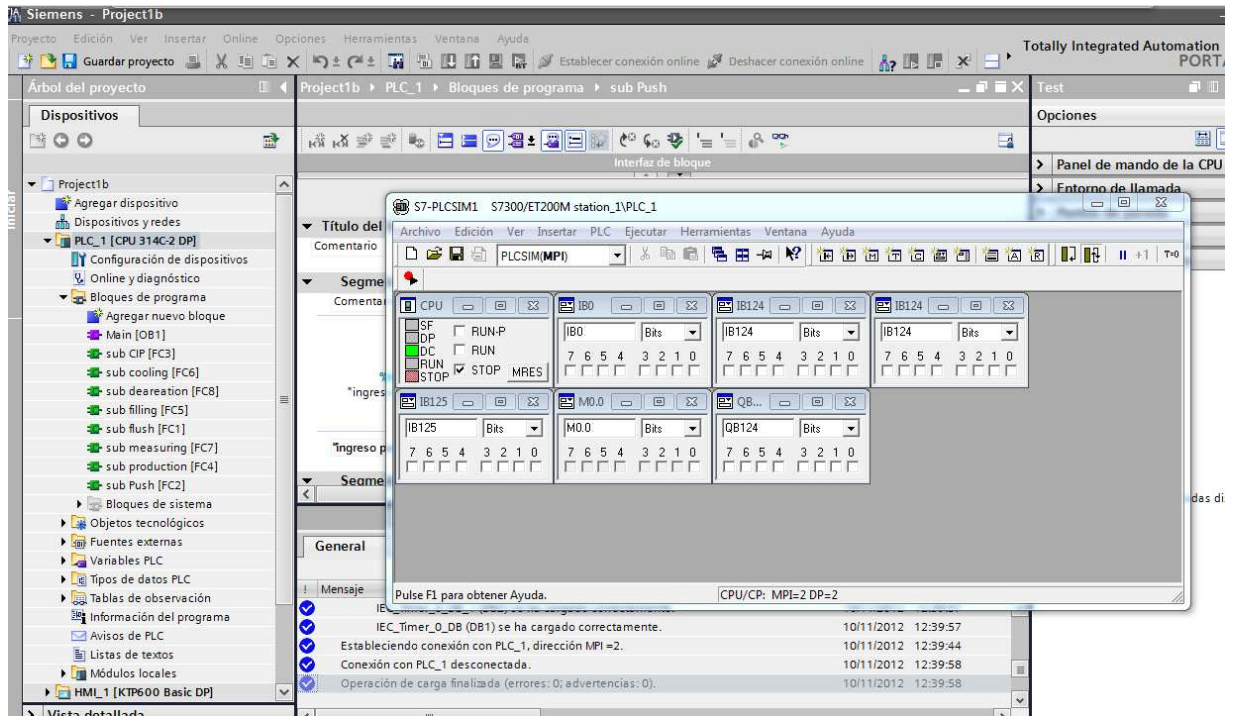 Siemens - Project1b
Proyecto Edición Ver Insertar Online Opciones Herramientas Ventana Ayuda
Guardar proyecto
Establecer conexión online
Deshacer conexión online
Totally Integrated Automation
PORTA
Árbol del proyecto
Project1b PLC_1 Bloques de programa sub Push
Test
Dispositivos
Opciones
Interfaz de bloque
Panel de mando de la CPU
Entorno de llamada
Iniciar
Project1b
Agregar dispositivo
Dispositivos y redes
PLC_1 [CPU 314C-2 DP]
Configuración de dispositivos
Online y diagnóstico
Bloques de programa
Agregar nuevo bloque
Main [OB1]
sub CIP [FC3]
sub cooling [FC6]
sub deareation [FC8]
sub filling [FC5]
sub flush [FC1]
sub measuring [FC7]
sub production [FC4]
sub Push [FC2]
Bloques de sistema
Objetos tecnológicos
Fuentes externas
Variables PLC
Tipos de datos PLC
Tablas de observación
Información del programa
Avisos de PLC
Listas de textos
Módulos locales
HMI_1 [KTP600 Basic DP]
Vista detallada
Título del
Comentario
Segme
Comentar
"ingres
"ingreso p
Segme
S7-PLCSIM1 S7300/ET200M station_1\PLC_1
Archivo Edición Ver Insertar PLC Ejecutar Herramientas Ventana Ayuda
PLCSIM(MPI)
+1 T=0
CPU
SF
DP
DC
RUN
STOP
RUN-P
RUN
STOP
MRES
IB0
IB0 Bits
7 6 5 4 3 2 1 0
IB124
IB124 Bits
7 6 5 4 3 2 1 0
IB124
IB124 Bits
7 6 5 4 3 2 1 0
IB125
IB125 Bits
7 6 5 4 3 2 1 0
M0.0
M0.0 Bits
7 6 5 4 3 2 1 0
QB...
QB124 Bits
7 6 5 4 3 2 1 0
Pulse F1 para obtener Ayuda.
CPU/CP: MPI=2 DP=2
das di
General
! Mensaje
IEC_Timer_0_DB (DB1) se ha cargado correctamente. 10/11/2012 12:39:57
Estableciendo conexión con PLC_1, dirección MPI =2. 10/11/2012 12:39:44
Conexión con PLC_1 desconectada. 10/11/2012 12:39:58
Operación de carga finalizada (errores: 0; advertencias: 0). 10/11/2012 12:39:58